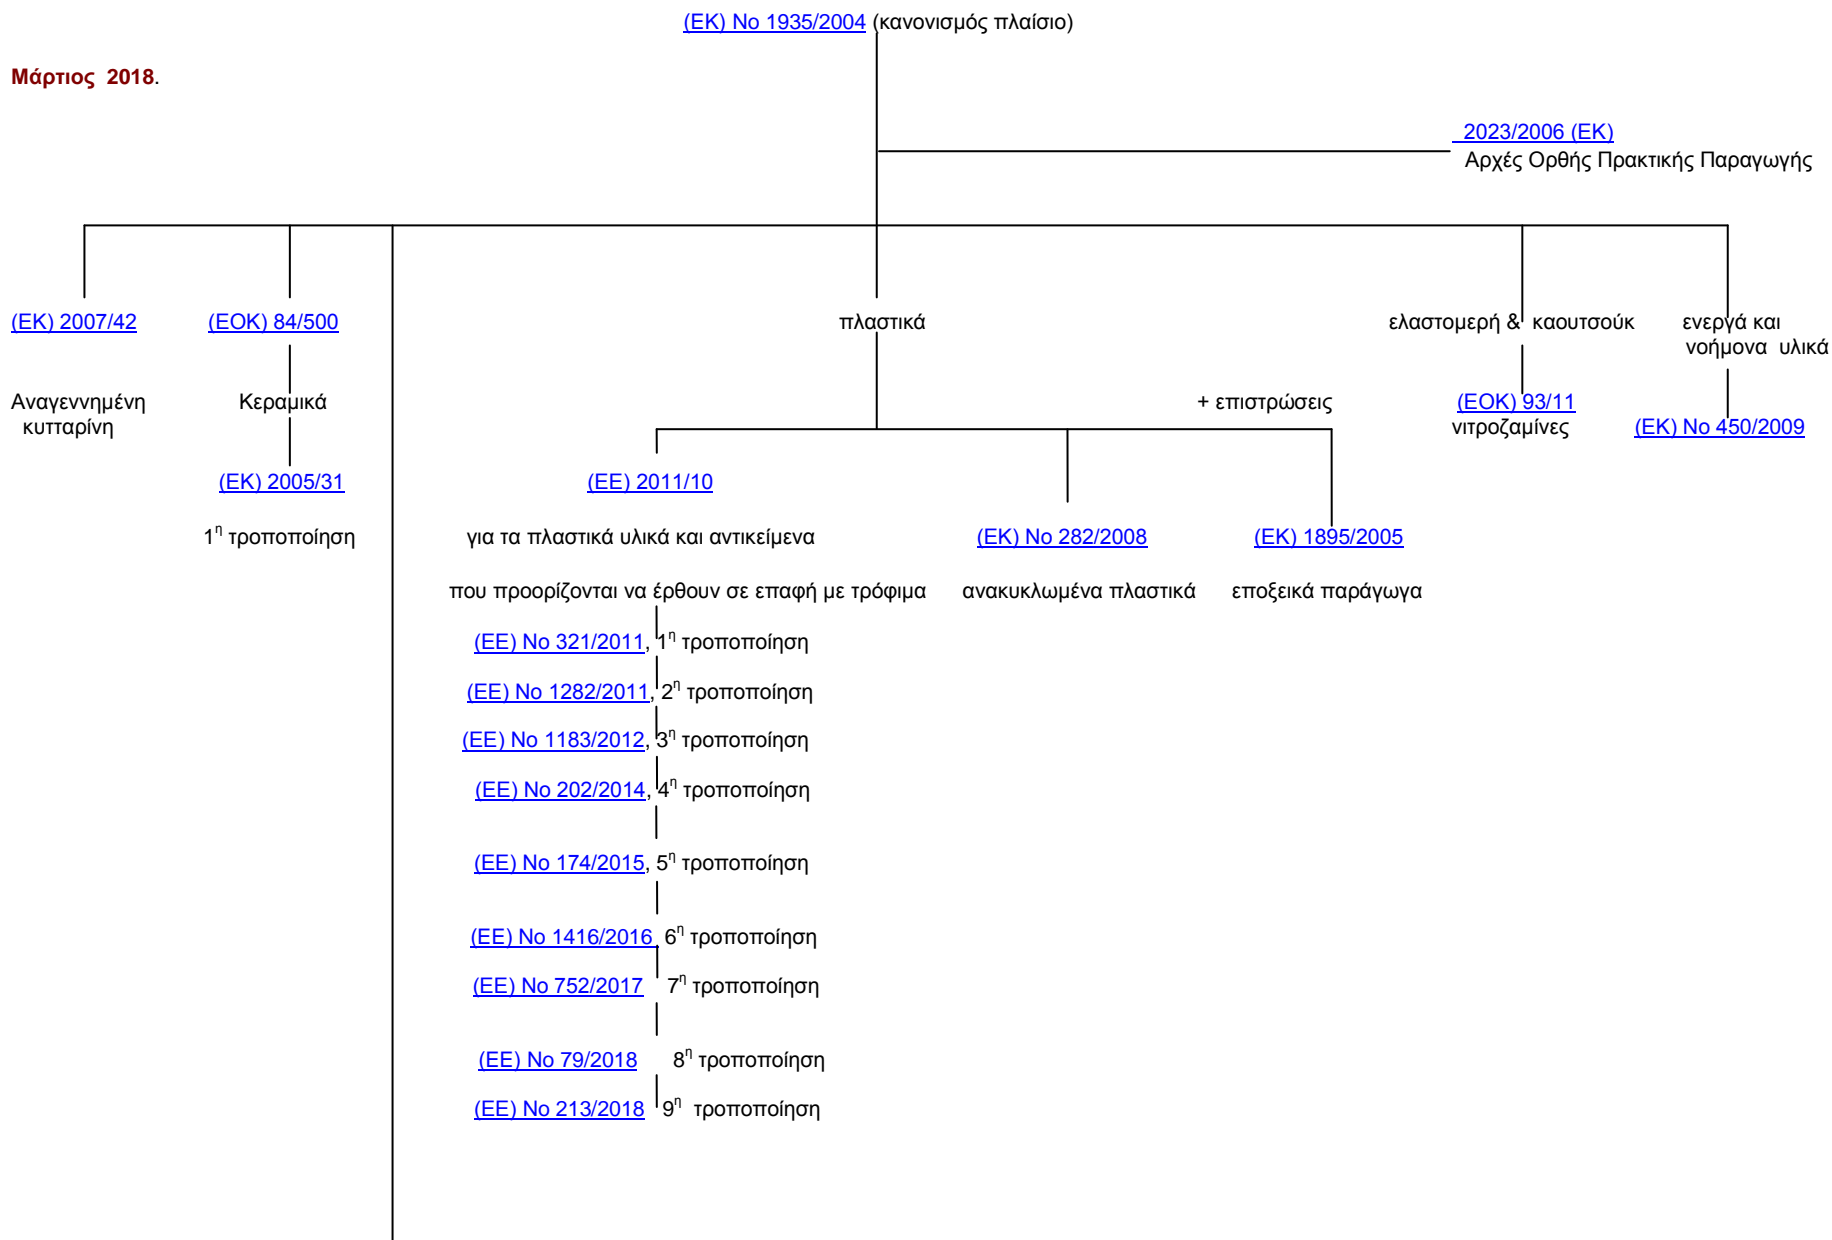 (ΕΚ) Νο 1935/2004 (κανονισμός πλαίσιο)
Μάρτιος 2018.
2023/2006 (ΕΚ)
Αρχές Ορθής Πρακτικής Παραγωγής
(ΕΚ) 2007/42
Αναγεννημένη
κυτταρίνη
(ΕΟΚ) 84/500
Κεραμικά
(ΕΚ) 2005/31
1η τροποποίηση
πλαστικά
+ επιστρώσεις
(ΕΕ) 2011/10
για τα πλαστικά υλικά και αντικείμενα
που προορίζονται να έρθουν σε επαφή με τρόφιμα
(ΕΕ) Νο 321/2011, 1η τροποποίηση
(ΕΕ) Νο 1282/2011, 2η τροποποίηση
(ΕΕ) Νο 1183/2012, 3η τροποποίηση
(ΕΕ) Νο 202/2014, 4η τροποποίηση
(ΕΕ) Νο 174/2015, 5η τροποποίηση
(ΕΕ) Νο 1416/2016, 6η τροποποίηση
(ΕΕ) Νο 752/2017 7η τροποποίηση
(ΕΕ) Νο 79/2018 8η τροποποίηση
(ΕΕ) Νο 213/2018 9η τροποποίηση
(ΕΚ) Νο 282/2008
ανακυκλωμένα πλαστικά
(ΕΚ) 1895/2005
εποξεικά παράγωγα
ελαστομερή & καουτσούκ
(ΕΟΚ) 93/11
νιτροζαμίνες
ενεργά και
νοήμονα υλικά
(ΕΚ) Νο 450/2009